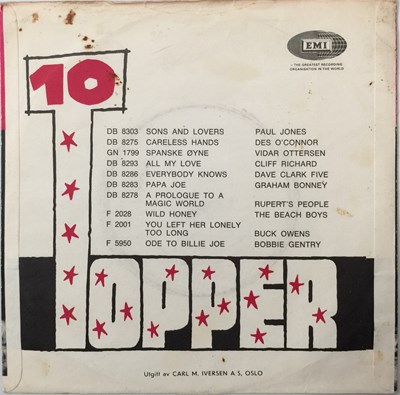 10
TOPPER
EMI
THE GREATEST RECORDING
ORGANISATION IN THE WORLD
DB 8303 SONS AND LOVERS PAUL JONES
DB 8275 CARELESS HANDS DES O'CONNOR
GN 1799 SPANSKE ØYNE VIDAR OTTERSEN
DB 8293 ALL MY LOVE CLIFF RICHARD
DB 8286 EVERYBODY KNOWS DAVE CLARK FIVE
DB 8283 PAPA JOE GRAHAM BONNEY
DB 8278 A PROLOGUE TO A
MAGIC WORLD RUPERT'S PEOPLE
F 2028 WILD HONEY THE BEACH BOYS
F 2001 YOU LEFT HER LONELY
TOO LONG BUCK OWENS
F 5950 ODE TO BILLIE JOE BOBBIE GENTRY
Utgitt av CARL M. IVERSEN A S, OSLO